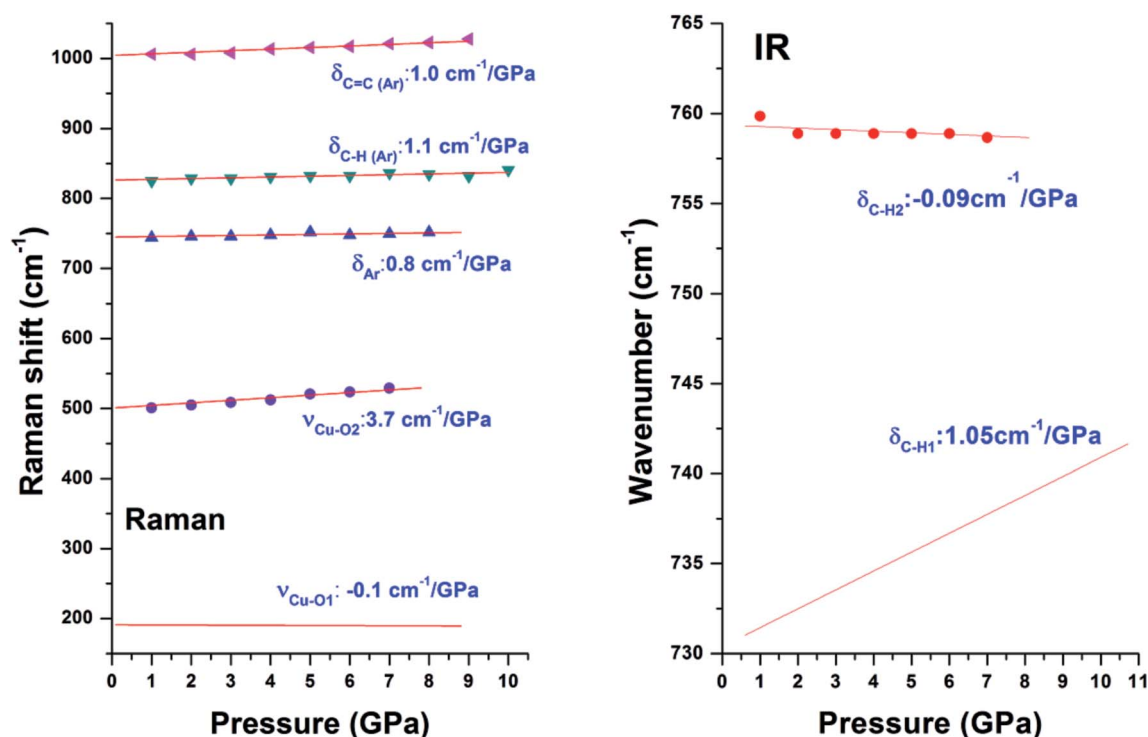 Raman shift (cm⁻¹)
1000
900
800
700
600
500
400
300
200
δC=C (Ar):1.0 cm⁻¹/GPa
δC-H (Ar):1.1 cm⁻¹/GPa
δAr:0.8 cm⁻¹/GPa
νCu-O2:3.7 cm⁻¹/GPa
Raman
νCu-O1: -0.1 cm⁻¹/GPa
0 1 2 3 4 5 6 7 8 9 10
Pressure (GPa)
Wavenumber (cm⁻¹)
765
760
755
750
745
740
735
730
IR
δC-H2:-0.09cm⁻¹/GPa
δC-H1:1.05cm⁻¹/GPa
0 1 2 3 4 5 6 7 8 9 10 11
Pressure (GPa)